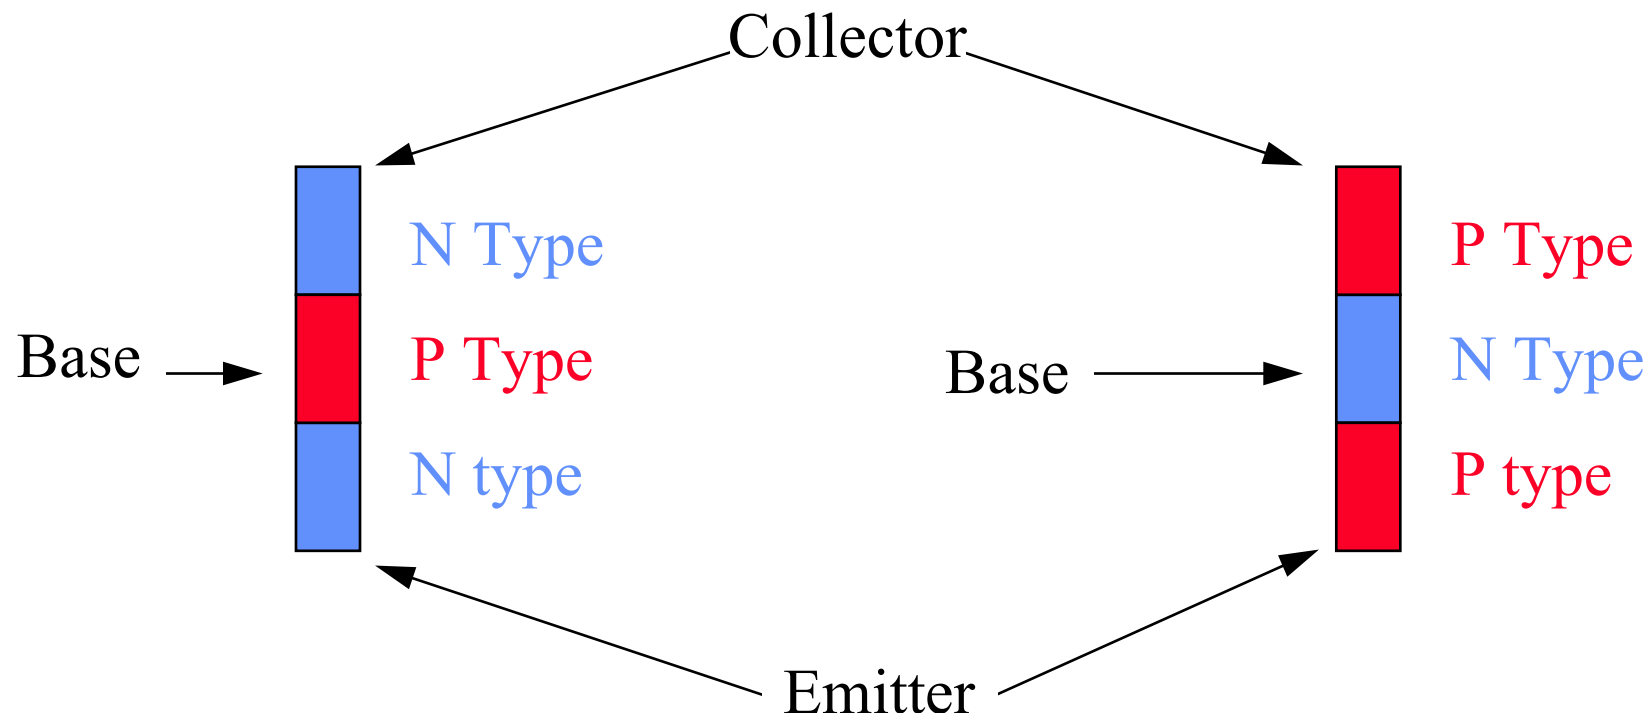 Collector
N Type
P Type
Base
P Type
Base
N Type
N type
P type
Emitter